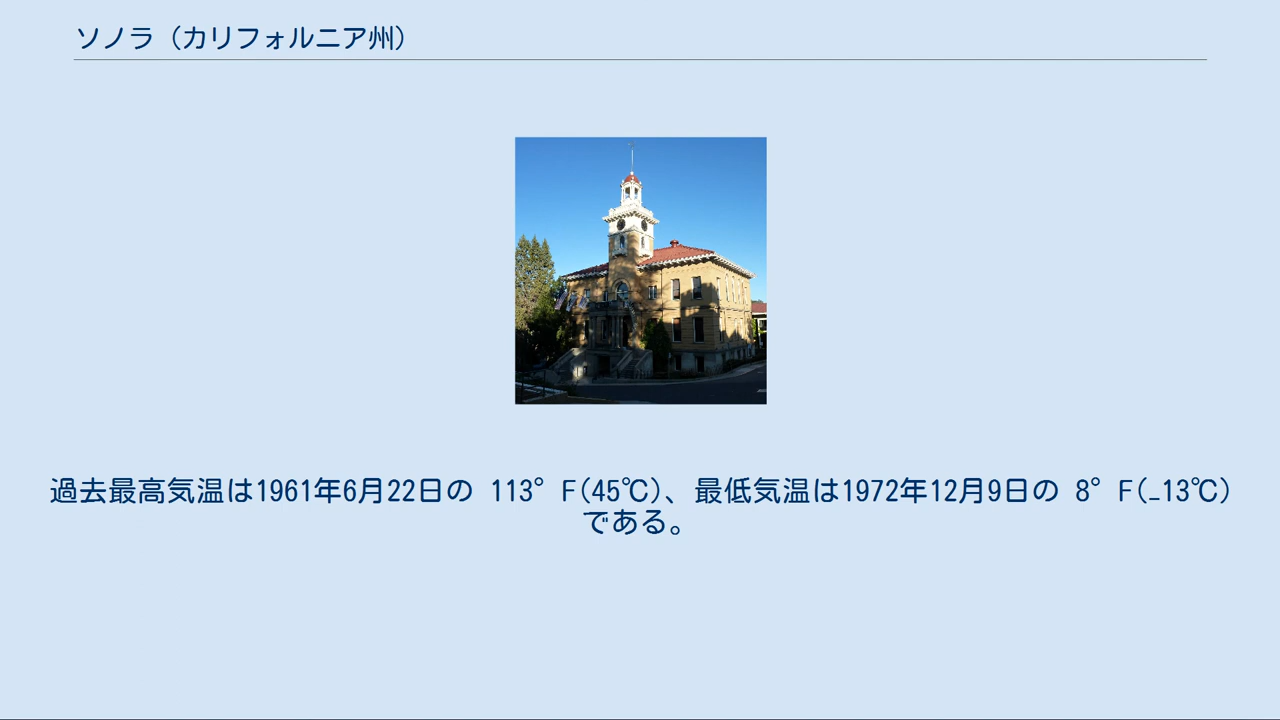 ソノラ（カリフォルニア州）
過去最高気温は1961年6月22日の 113°F(45℃)、最低気温は1972年12月9日の 8°F(-13℃)
である。